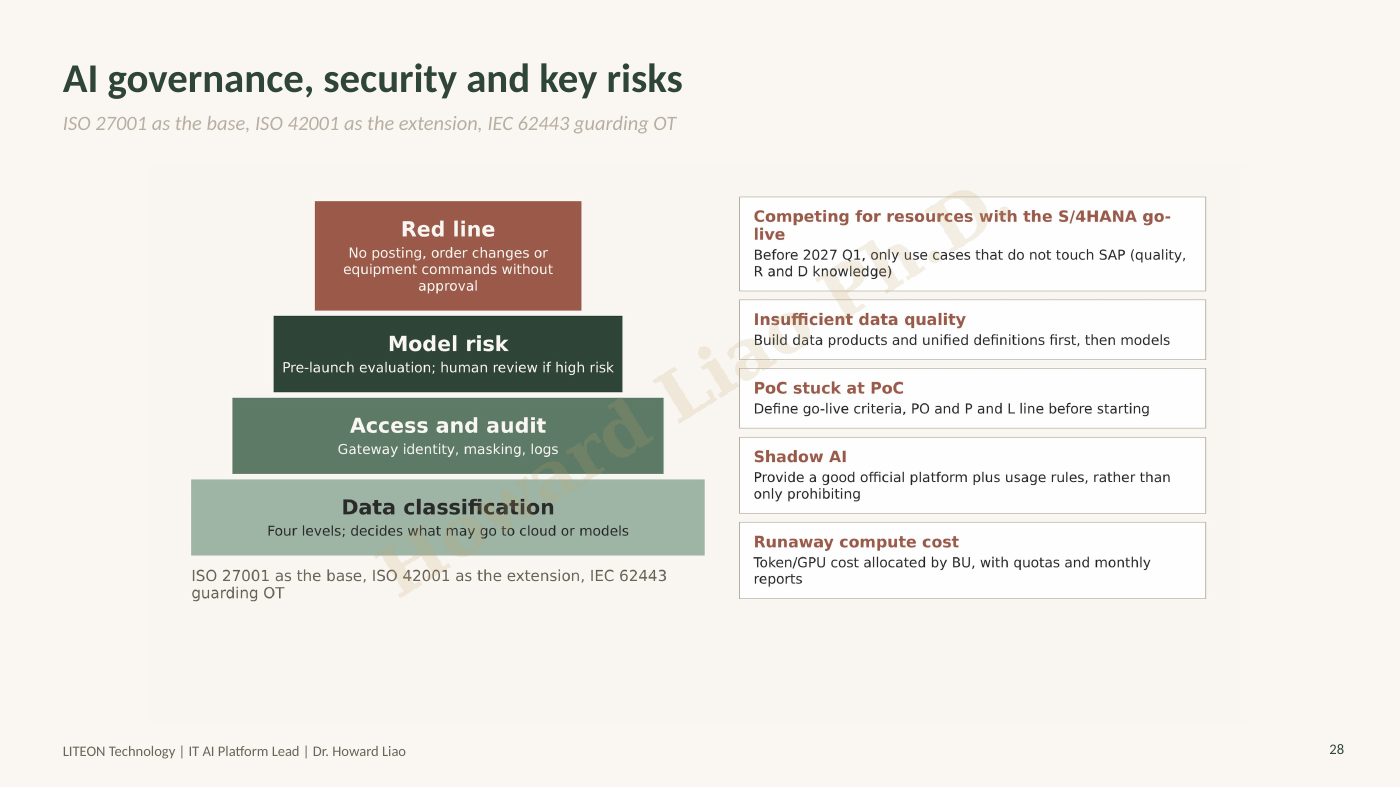 AI governance, security and key risks
ISO 27001 as the base, ISO 42001 as the extension, IEC 62443 guarding OT
Red line
No posting, order changes or
equipment commands without
approval
Model risk
Pre-launch evaluation; human review if high risk
Access and audit
Gateway identity, masking, logs
Data classification
Four levels; decides what may go to cloud or models
ISO 27001 as the base, ISO 42001 as the extension, IEC 62443
guarding OT
Competing for resources with the S/4HANA go-
live
Before 2027 Q1, only use cases that do not touch SAP (quality,
R and D knowledge)
Insufficient data quality
Build data products and unified definitions first, then models
PoC stuck at PoC
Define go-live criteria, PO and P and L line before starting
Shadow AI
Provide a good official platform plus usage rules, rather than
only prohibiting
Runaway compute cost
Token/GPU cost allocated by BU, with quotas and monthly
reports
Howard Liao Ph.D.
LITEON Technology | IT AI Platform Lead | Dr. Howard Liao
28